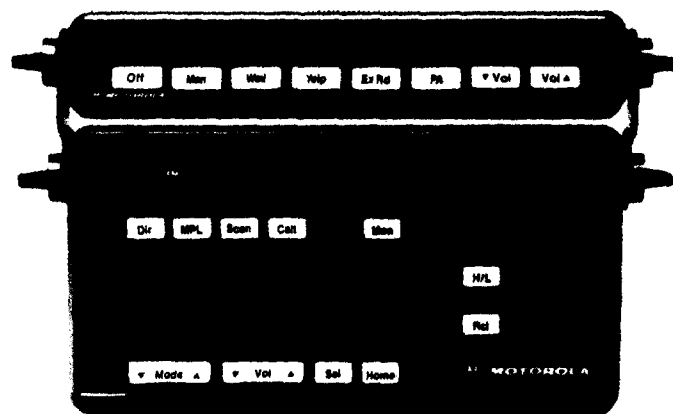 Off Man Wail Yelp Ex Rd PA ▼ Vol Vol ▲
MOTOROLA
Dir MPL Scan Call Mon
H/L
Rcl
▼ Mode ▲ ▼ Vol ▲ Sel Home
MOTOROLA